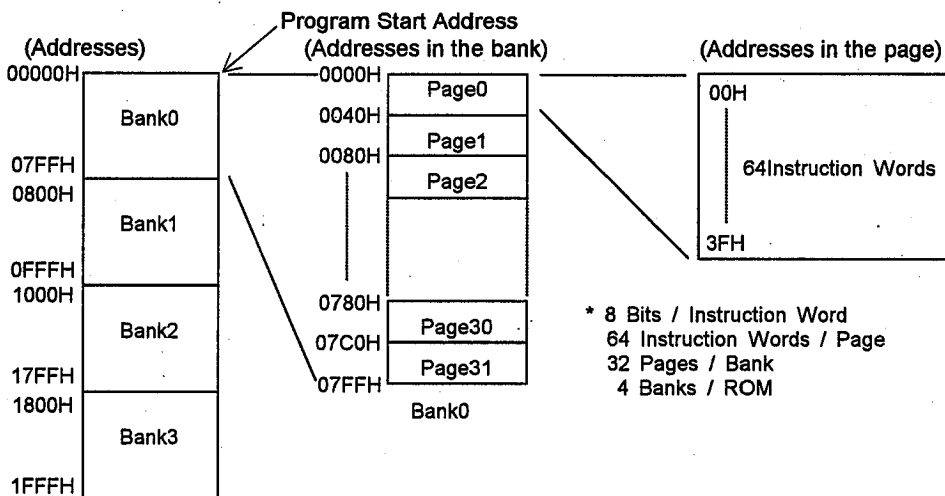 Program Start Address
(Addresses)
(Addresses in the bank)
(Addresses in the page)
00000H
Bank0
07FFH
0800H
Bank1
0FFFH
1000H
Bank2
17FFH
1800H
Bank3
1FFFH
0000H
Page0
0040H
Page1
0080H
Page2
0780H
Page30
07C0H
Page31
07FFH
Bank0
00H
64Instruction Words
3FH
* 8 Bits / Instruction Word
64 Instruction Words / Page
32 Pages / Bank
4 Banks / ROM